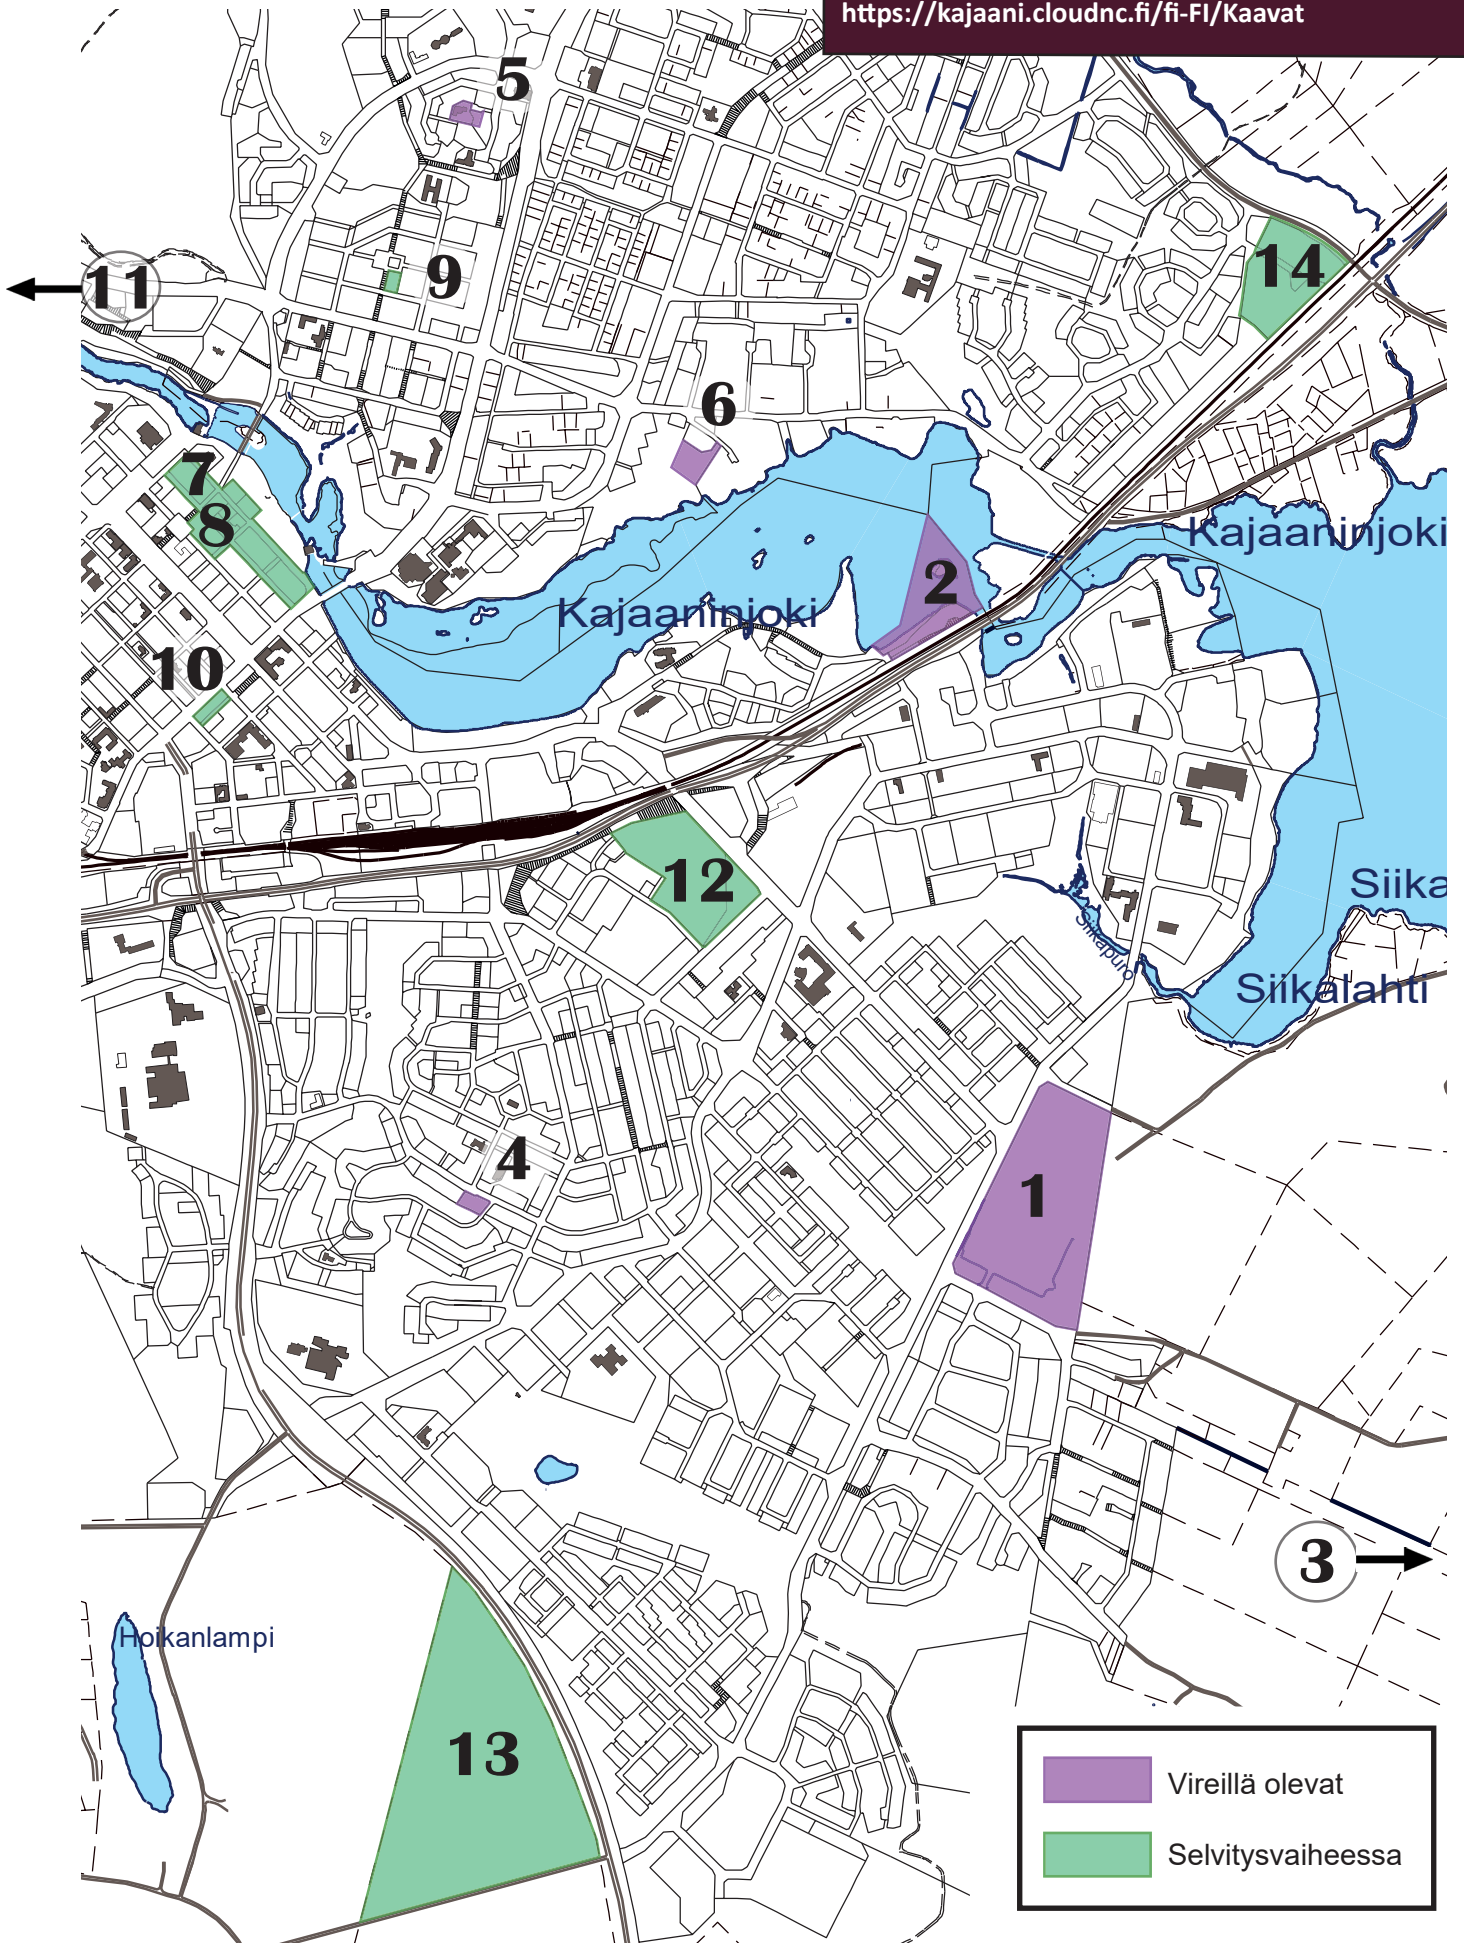 https://kajaani.cloudnc.fi/fi-FI/Kaavat
5
9
11
14
6
7
8
Kajaaninjoki
2
Kajaaninjoki
10
12
Siika
Siikapuro
Siikalahti
4
1
3
Hoikanlampi
13
Vireillä olevat
Selvitysvaiheessa